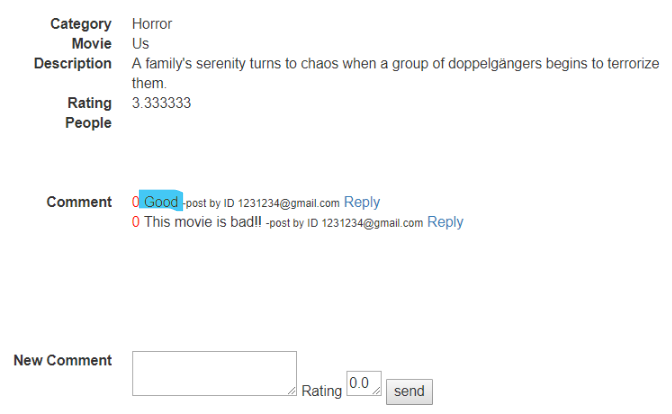 Category Horror
Movie Us
Description A family's serenity turns to chaos when a group of doppelgängers begins to terrorize
them.
Rating 3.333333
People
Comment 0 Good -post by ID 1231234@gmail.com Reply
0 This movie is bad!! -post by ID 1231234@gmail.com Reply
New Comment Rating 0.0 send